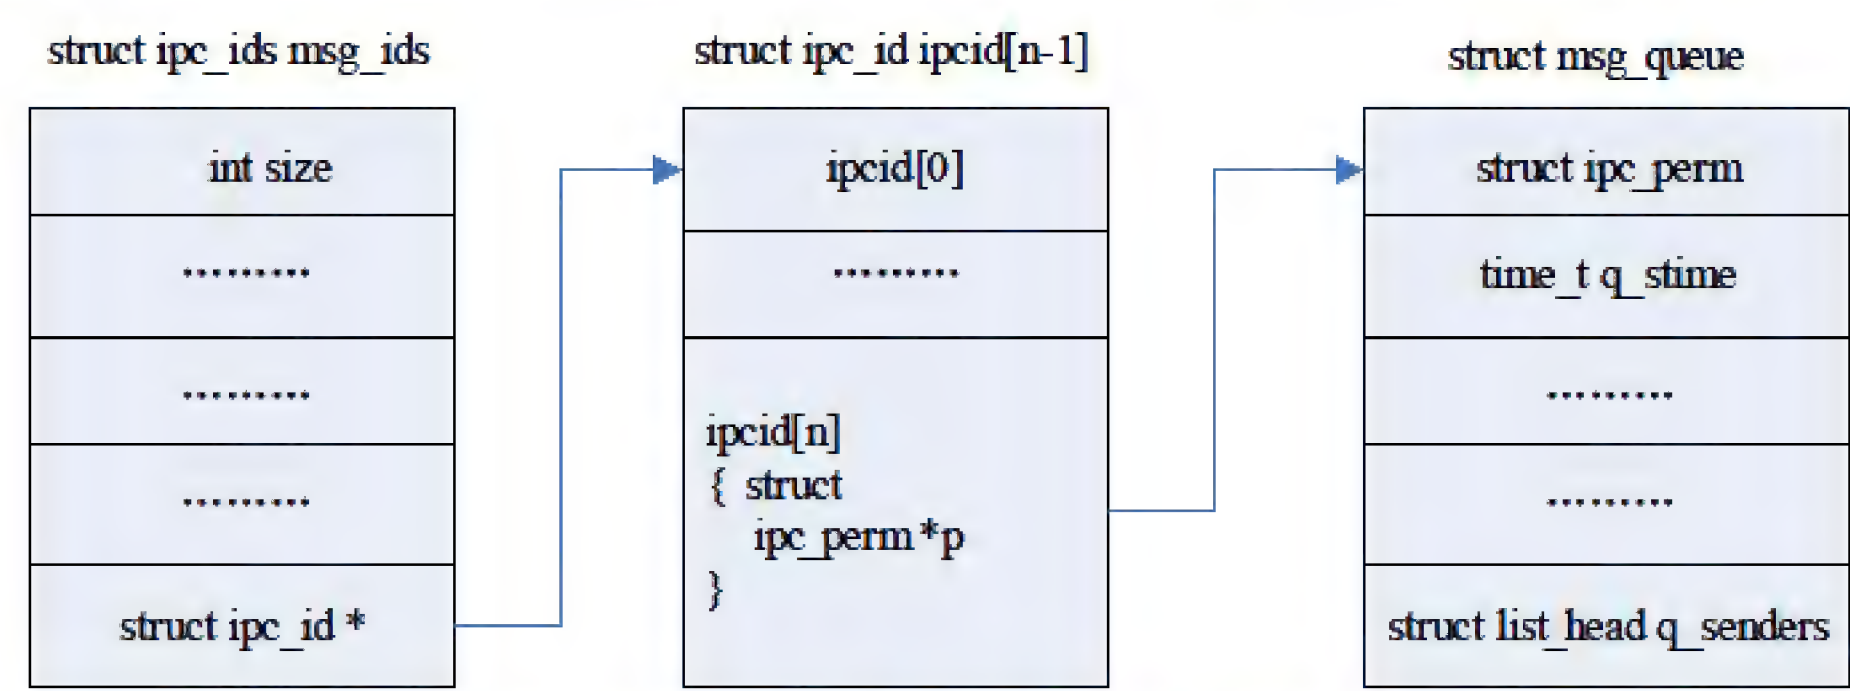 struct ipc_ids msg_ids
int size
.........
.........
.........
struct ipc_id *
struct ipc_id ipcid[n-1]
ipcid[0]
.........
ipcid[n]
{ struct
ipc_perm *p
}
struct msg_queue
struct ipc_perm
time_t q_stime
.........
.........
struct list_head q_senders